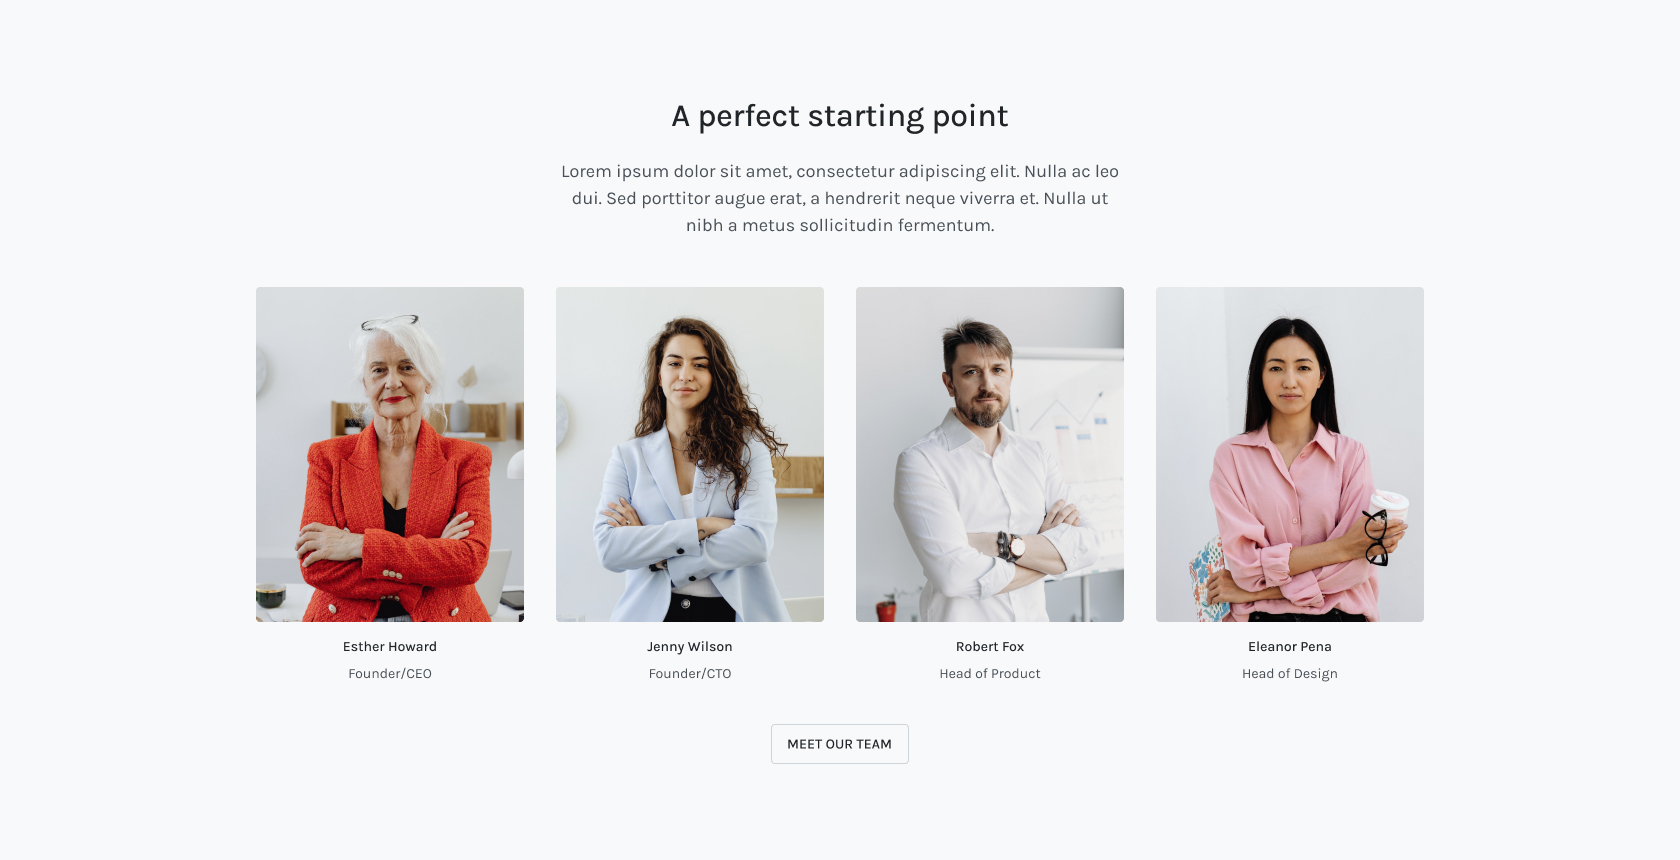 A perfect starting point
Lorem ipsum dolor sit amet, consectetur adipiscing elit. Nulla ac leo
dui. Sed porttitor augue erat, a hendrerit neque viverra et. Nulla ut
nibh a metus sollicitudin fermentum.
Esther Howard
Founder/CEO
Jenny Wilson
Founder/CTO
Robert Fox
Head of Product
Eleanor Pena
Head of Design
MEET OUR TEAM